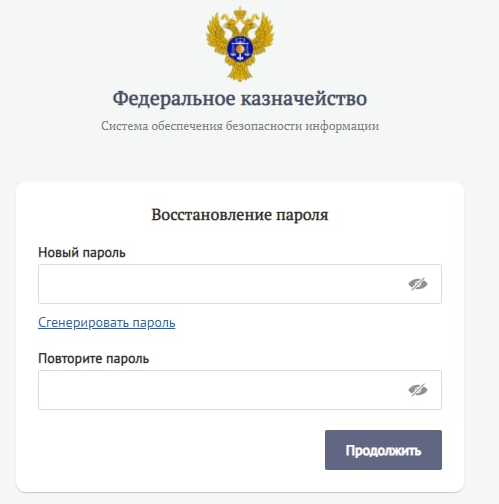 Федеральное казначейство
Система обеспечения безопасности информации
Восстановление пароля
Новый пароль
Сгенерировать пароль
Повторите пароль
Продолжить